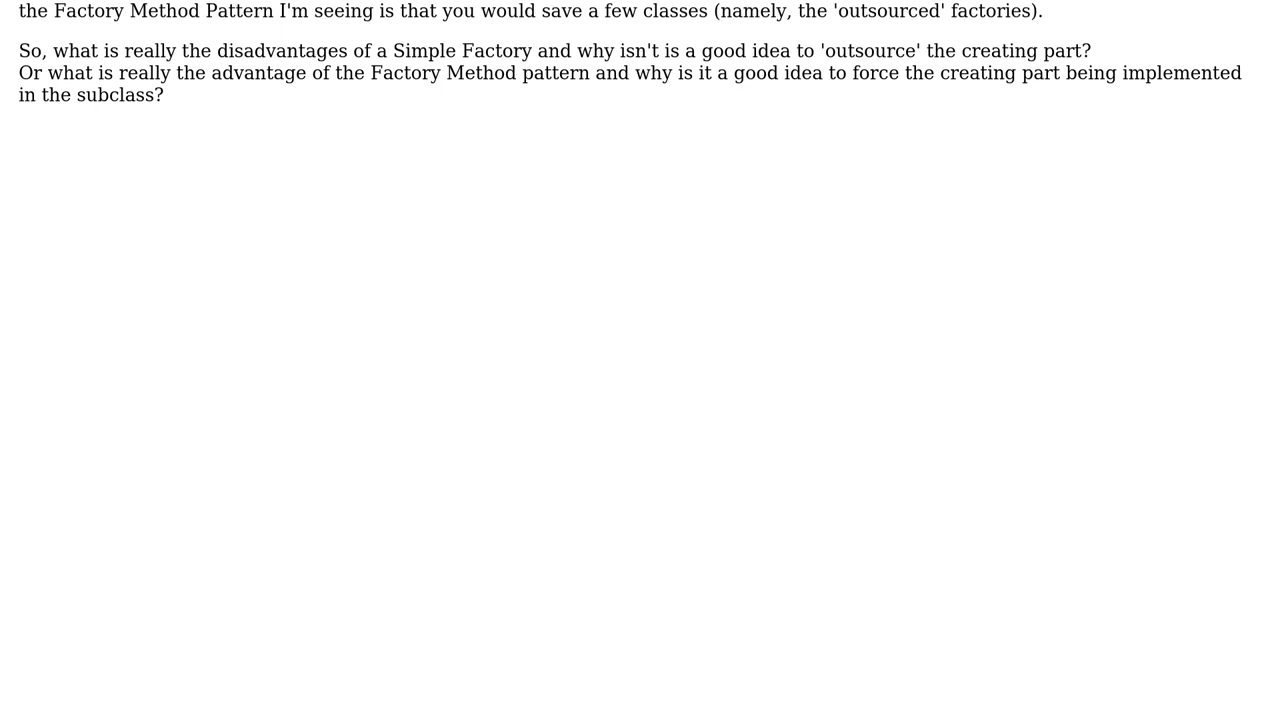 the Factory Method Pattern I'm seeing is that you would save a few classes (namely, the 'outsourced' factories).
So, what is really the disadvantages of a Simple Factory and why isn't is a good idea to 'outsource' the creating part?
Or what is really the advantage of the Factory Method pattern and why is it a good idea to force the creating part being implemented
in the subclass?